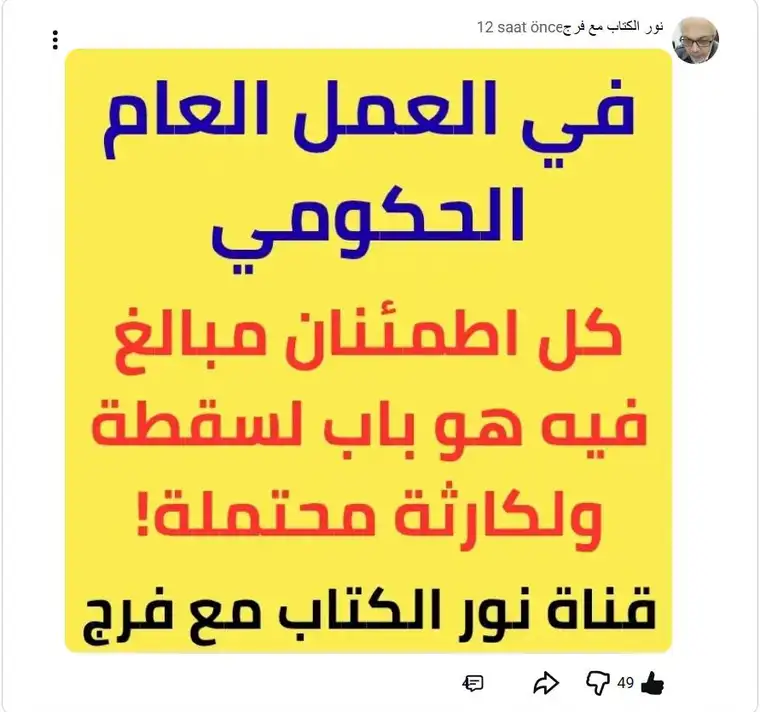 نور الكتاب مع فرج 12 saat önce
في العمل العام
الحكومي
كل اطمئنان مبالغ
فيه هو باب لسقطة
ولكارثة محتملة!
قناة نور الكتاب مع فرج
49
4